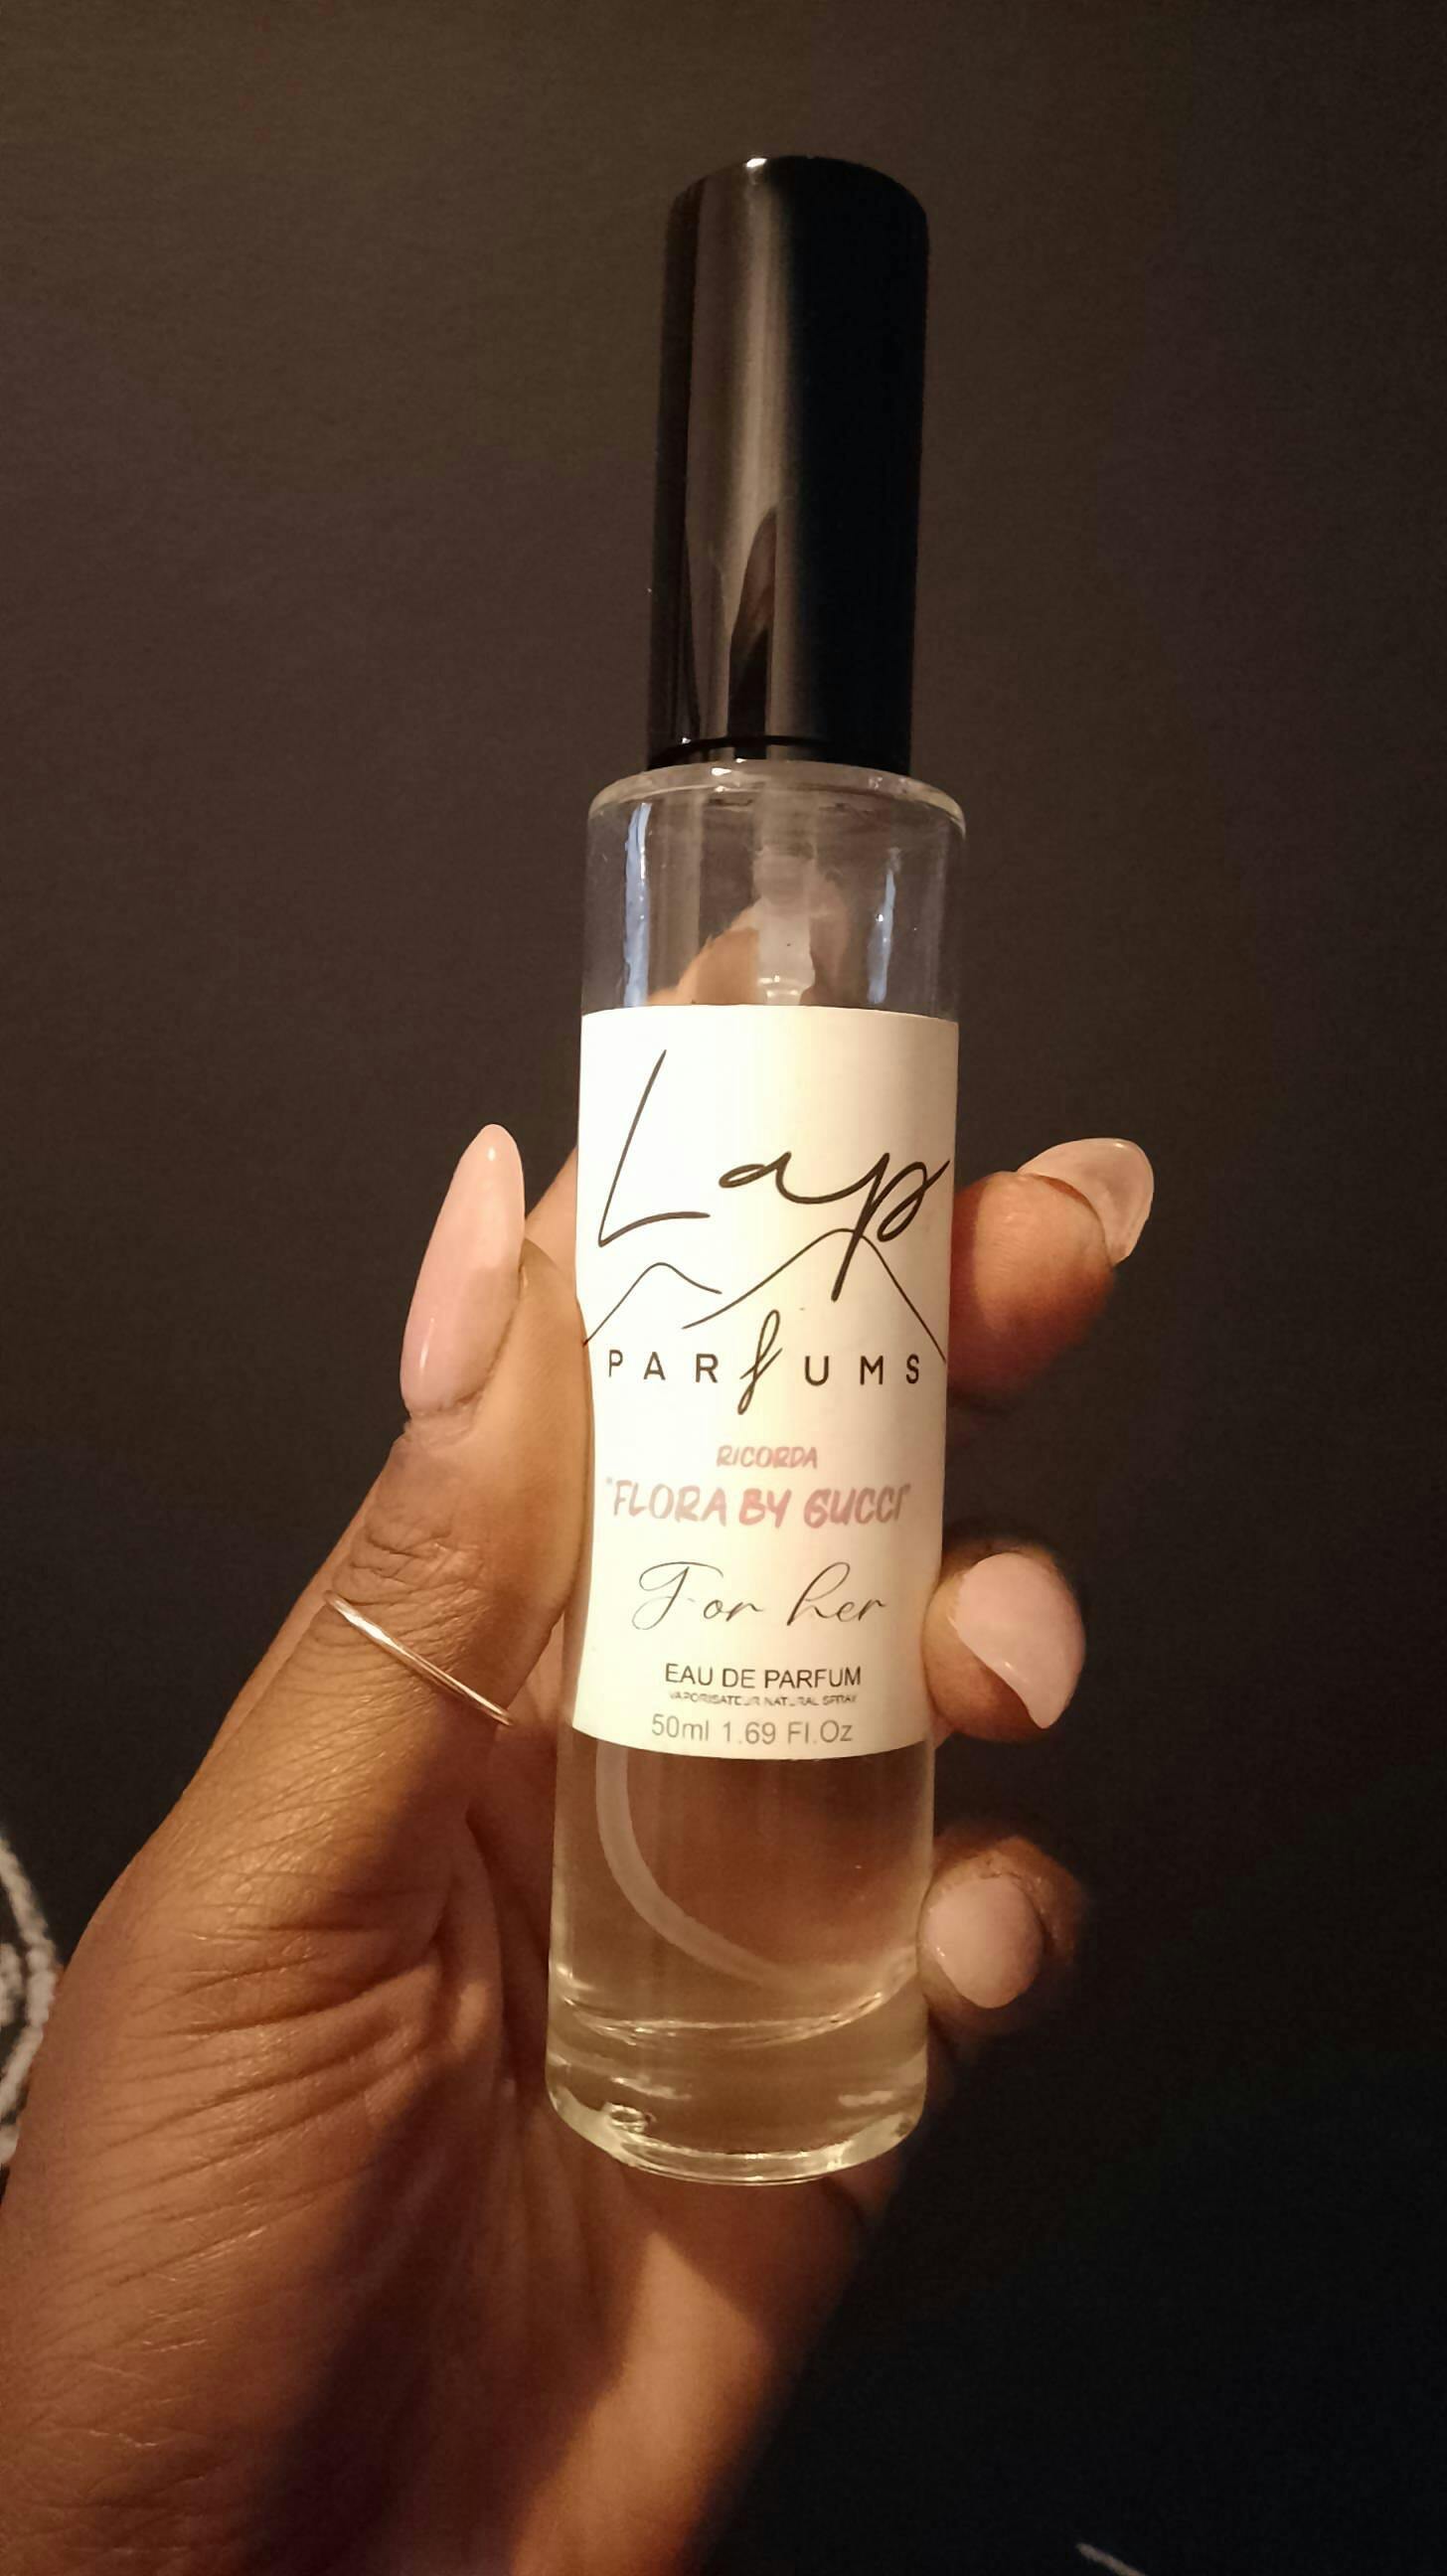 Lap
PARfUMS
RICORDA
"FLORA BY GUCCI"
For her
EAU DE PARFUM
VAPORISATEUR NATURAL SPRAY
50ml 1.69 Fl.Oz